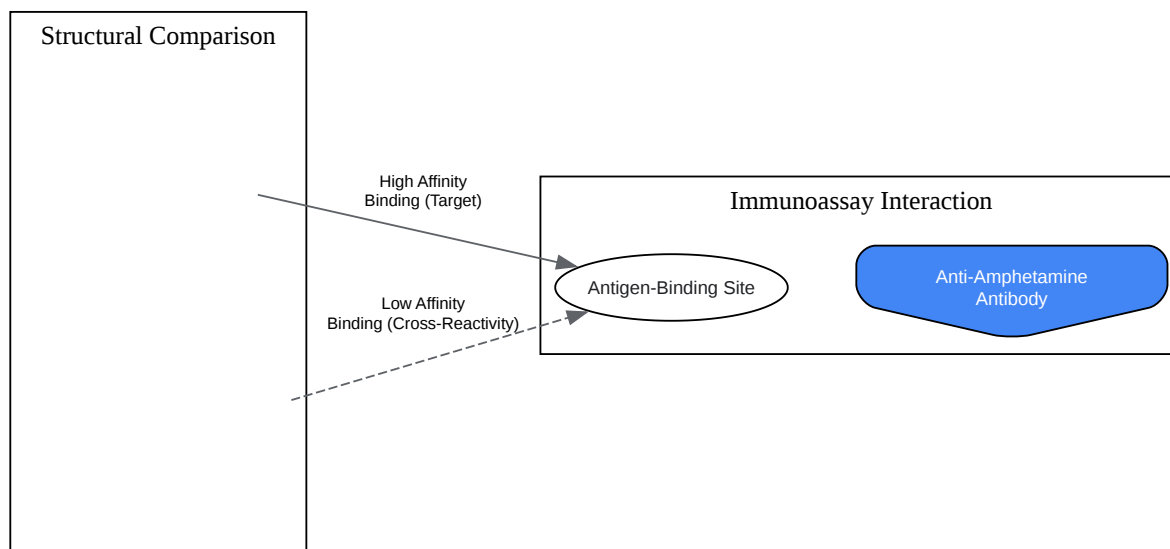 Structural Comparison
High Affinity
Binding (Target)
Low Affinity
Binding (Cross-Reactivity)
Immunoassay Interaction
Antigen-Binding Site
Anti-Amphetamine
Antibody